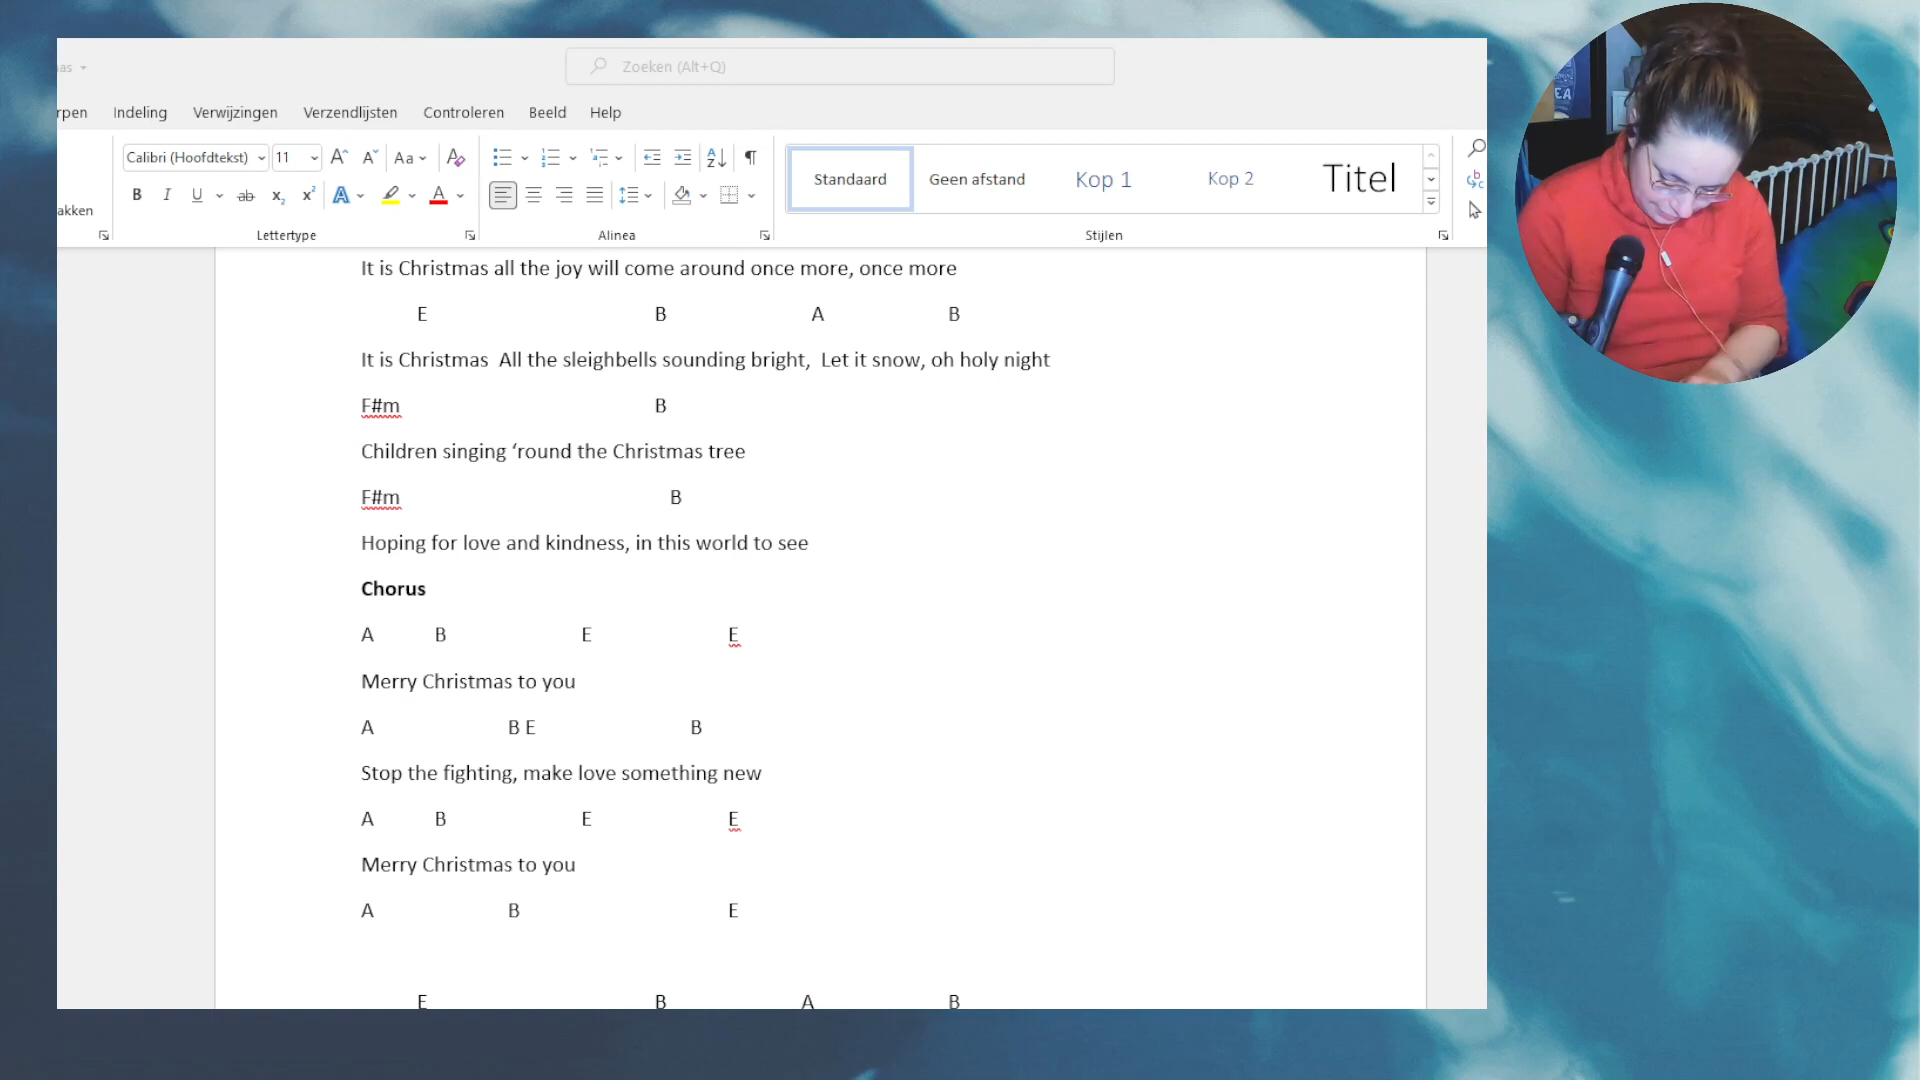 as
Zoeken (Alt+Q)
rpen Indeling Verwijzingen Verzendlijsten Controleren Beeld Help
Calibri (Hoofdtekst) 11 Aa
akken
Lettertype Alinea Stijlen
Standaard Geen afstand Kop 1 Kop 2 Titel
It is Christmas all the joy will come around once more, once more
E B A B
It is Christmas All the sleighbells sounding bright, Let it snow, oh holy night
F#m B
Children singing ‘round the Christmas tree
F#m B
Hoping for love and kindness, in this world to see
Chorus
A B E E
Merry Christmas to you
A B E B
Stop the fighting, make love something new
A B E E
Merry Christmas to you
A B E
E B A B
EA